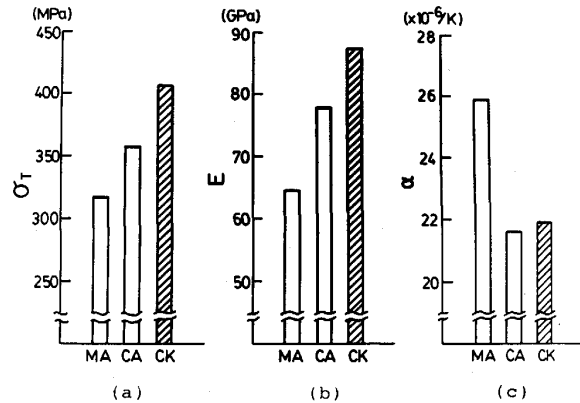 (MPa)
450
400
350
300
250
σT
MA CA CK
(a)
(GPa)
90
80
70
60
50
E
MA CA CK
(b)
(×10⁻⁶/K)
28
26
24
22
20
α
MA CA CK
(c)